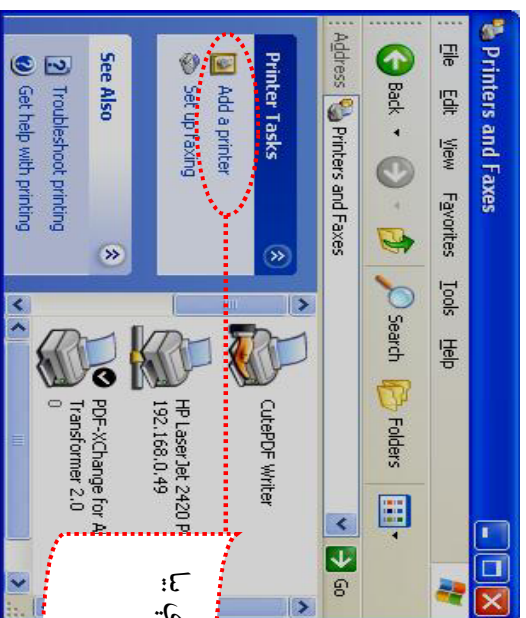 Printers and Faxes
File Edit View Favorites Tools Help
Back Search Folders
Address Printers and Faxes Go
Printer Tasks
Add a printer
Set up faxing
See Also
Troubleshoot printing
Get help with printing
CutePDF Writer
HP LaserJet 2420 P
192.168.0.49
PDF-XChange for A
Transformer 2.0
0